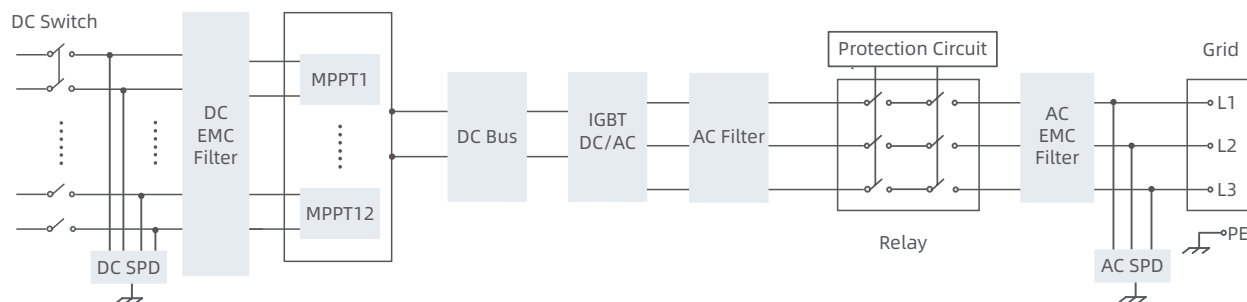 DC Switch
DC SPD
DC
EMC
Filter
MPPT1
MPPT12
DC Bus
IGBT
DC/AC
AC Filter
Protection Circuit
Relay
AC
EMC
Filter
Grid
L1
L2
L3
PE
AC SPD